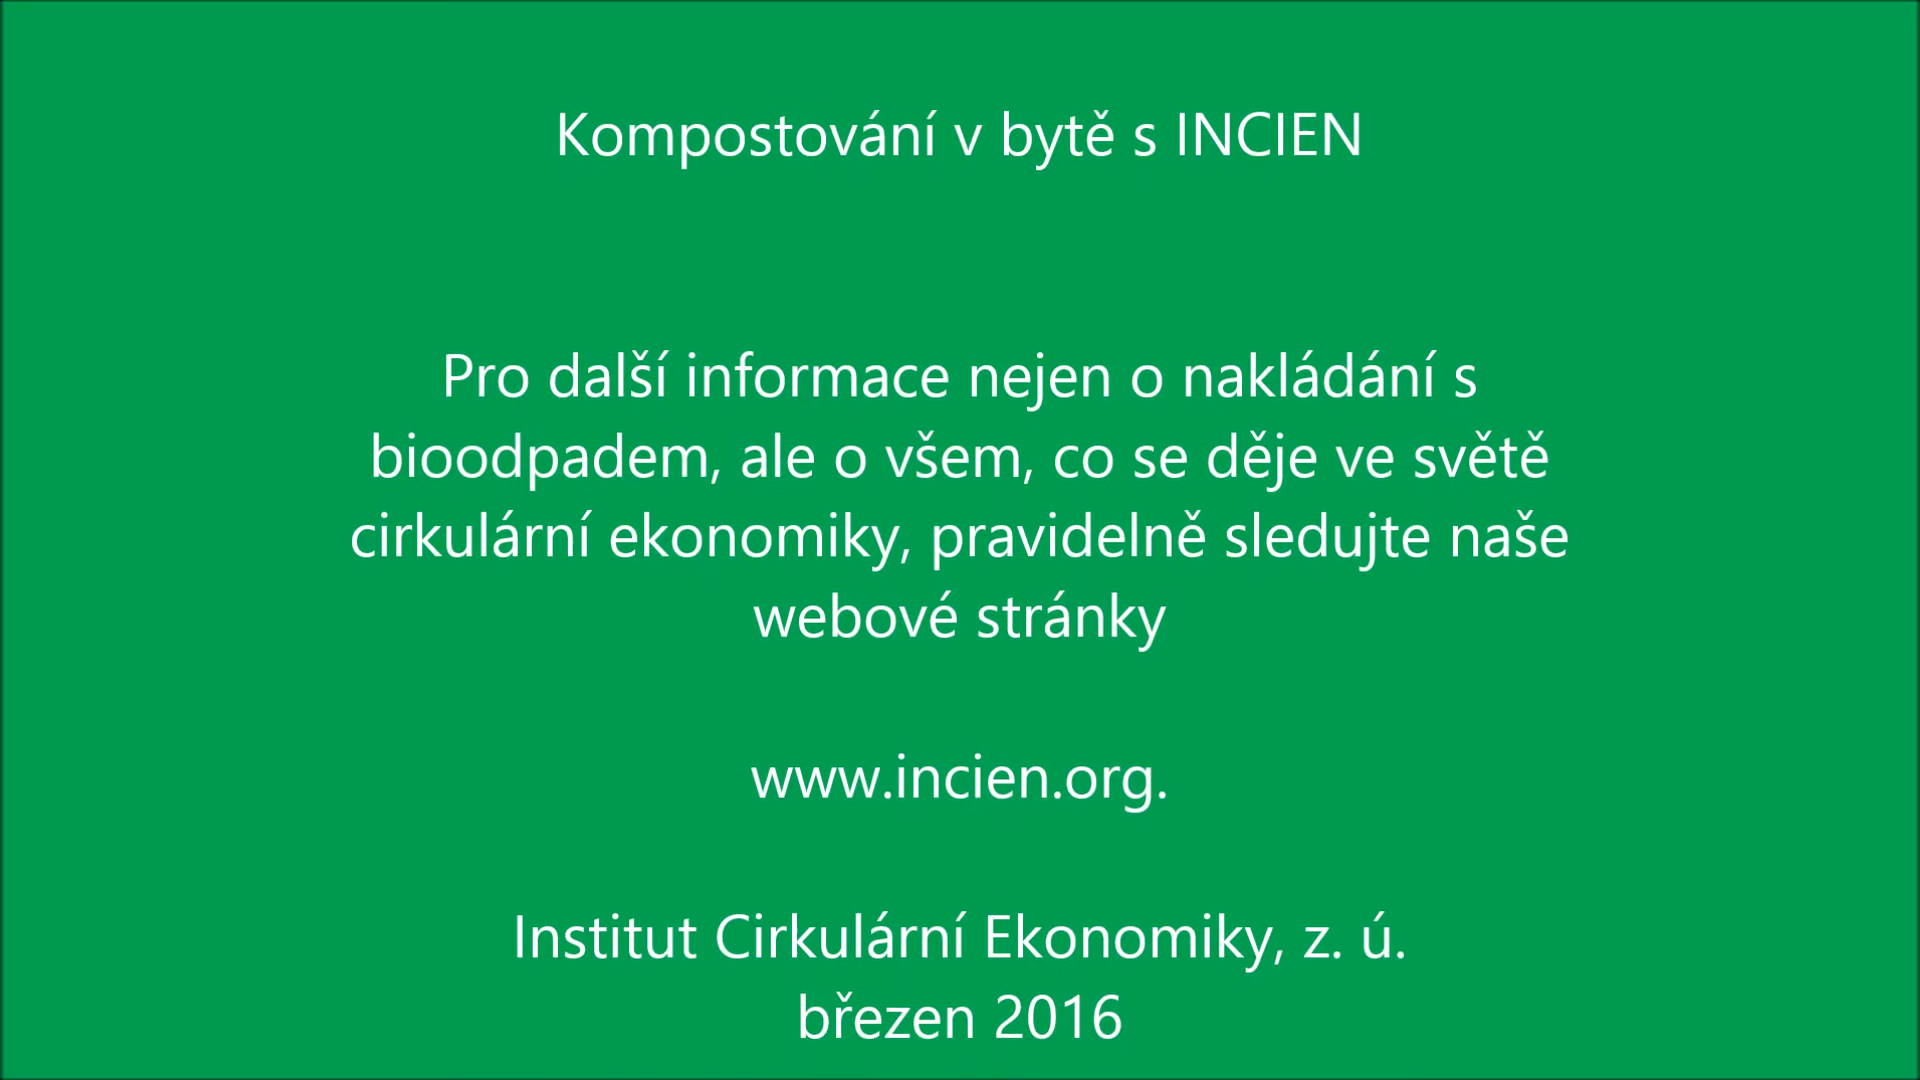 Kompostování v bytě s INCIEN
Pro další informace nejen o nakládání s
bioodpadem, ale o všem, co se děje ve světě
cirkulární ekonomiky, pravidelně sledujte naše
webové stránky
www.incien.org.
Institut Cirkulární Ekonomiky, z. ú.
březen 2016